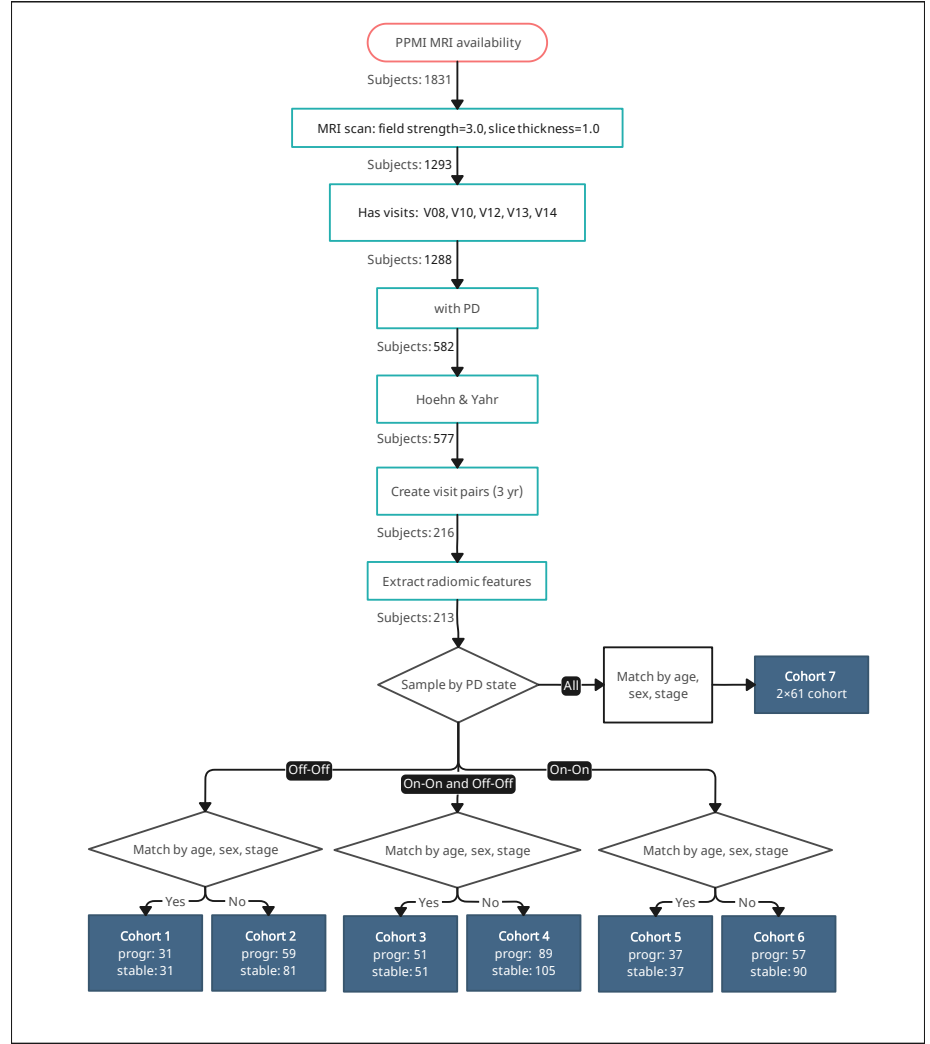 PPMI MRI availability
Subjects: 1831
MRI scan: field strength=3.0, slice thickness=1.0
Subjects: 1293
Has visits: V08, V10, V12, V13, V14
Subjects: 1288
with PD
Subjects: 582
Hoehn & Yahr
Subjects: 577
Create visit pairs (3 yr)
Subjects: 216
Extract radiomic features
Subjects: 213
Sample by PD state
All
Match by age,
sex, stage
Cohort 7
2×61 cohort
Off-Off
On-On and Off-Off
On-On
Match by age, sex, stage
Match by age, sex, stage
Match by age, sex, stage
Yes
No
Yes
No
Yes
No
Cohort 1
progr: 31
stable: 31
Cohort 2
progr: 59
stable: 81
Cohort 3
progr: 51
stable: 51
Cohort 4
progr: 89
stable: 105
Cohort 5
progr: 37
stable: 37
Cohort 6
progr: 57
stable: 90